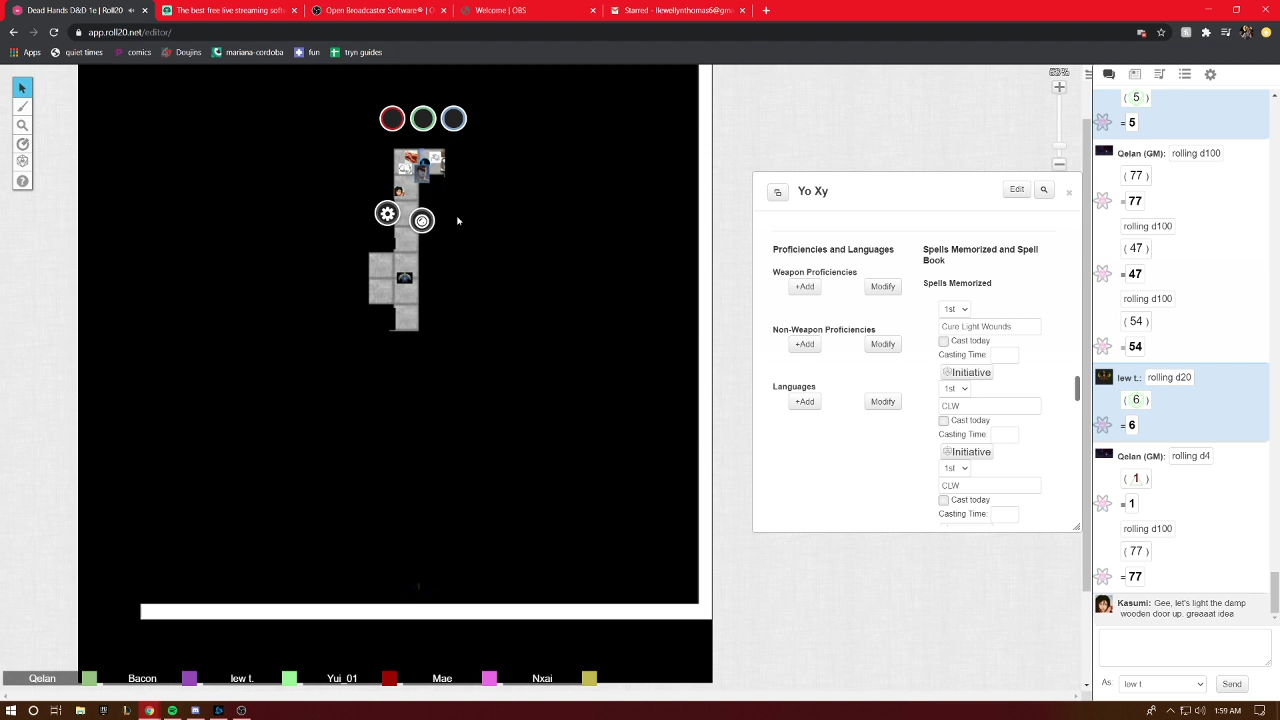 Dead Hands D&D 1e | Roll20
The best free live streaming softw
Open Broadcaster Software® | O
Welcome | OBS
Starred - llewellynthomas6@gma
app.roll20.net/editor/
Apps
quiet times
comics
Doujins
mariana-cordoba
fun
tryn guides
( 5 )
= 5
Qelan (GM): rolling d100
( 77 )
= 77
rolling d100
( 47 )
= 47
rolling d100
( 54 )
= 54
lew t.: rolling d20
( 6 )
= 6
Qelan (GM): rolling d4
( 1 )
= 1
rolling d100
( 77 )
= 77
Kasumi: Gee, let's light the damp
wooden door up. greaaat idea
As:
lew t.
Send
Yo Xy
Edit
Proficiencies and Languages
Weapon Proficiencies
+Add
Modify
Non-Weapon Proficiencies
+Add
Modify
Languages
+Add
Modify
Spells Memorized and Spell
Book
Spells Memorized
1st
Cure Light Wounds
Cast today
Casting Time:
Initiative
1st
CLW
Cast today
Casting Time:
Initiative
1st
CLW
Cast today
Casting Time:
Qelan
Bacon
lew t.
Yui_01
Mae
Nxai
1:59 AM